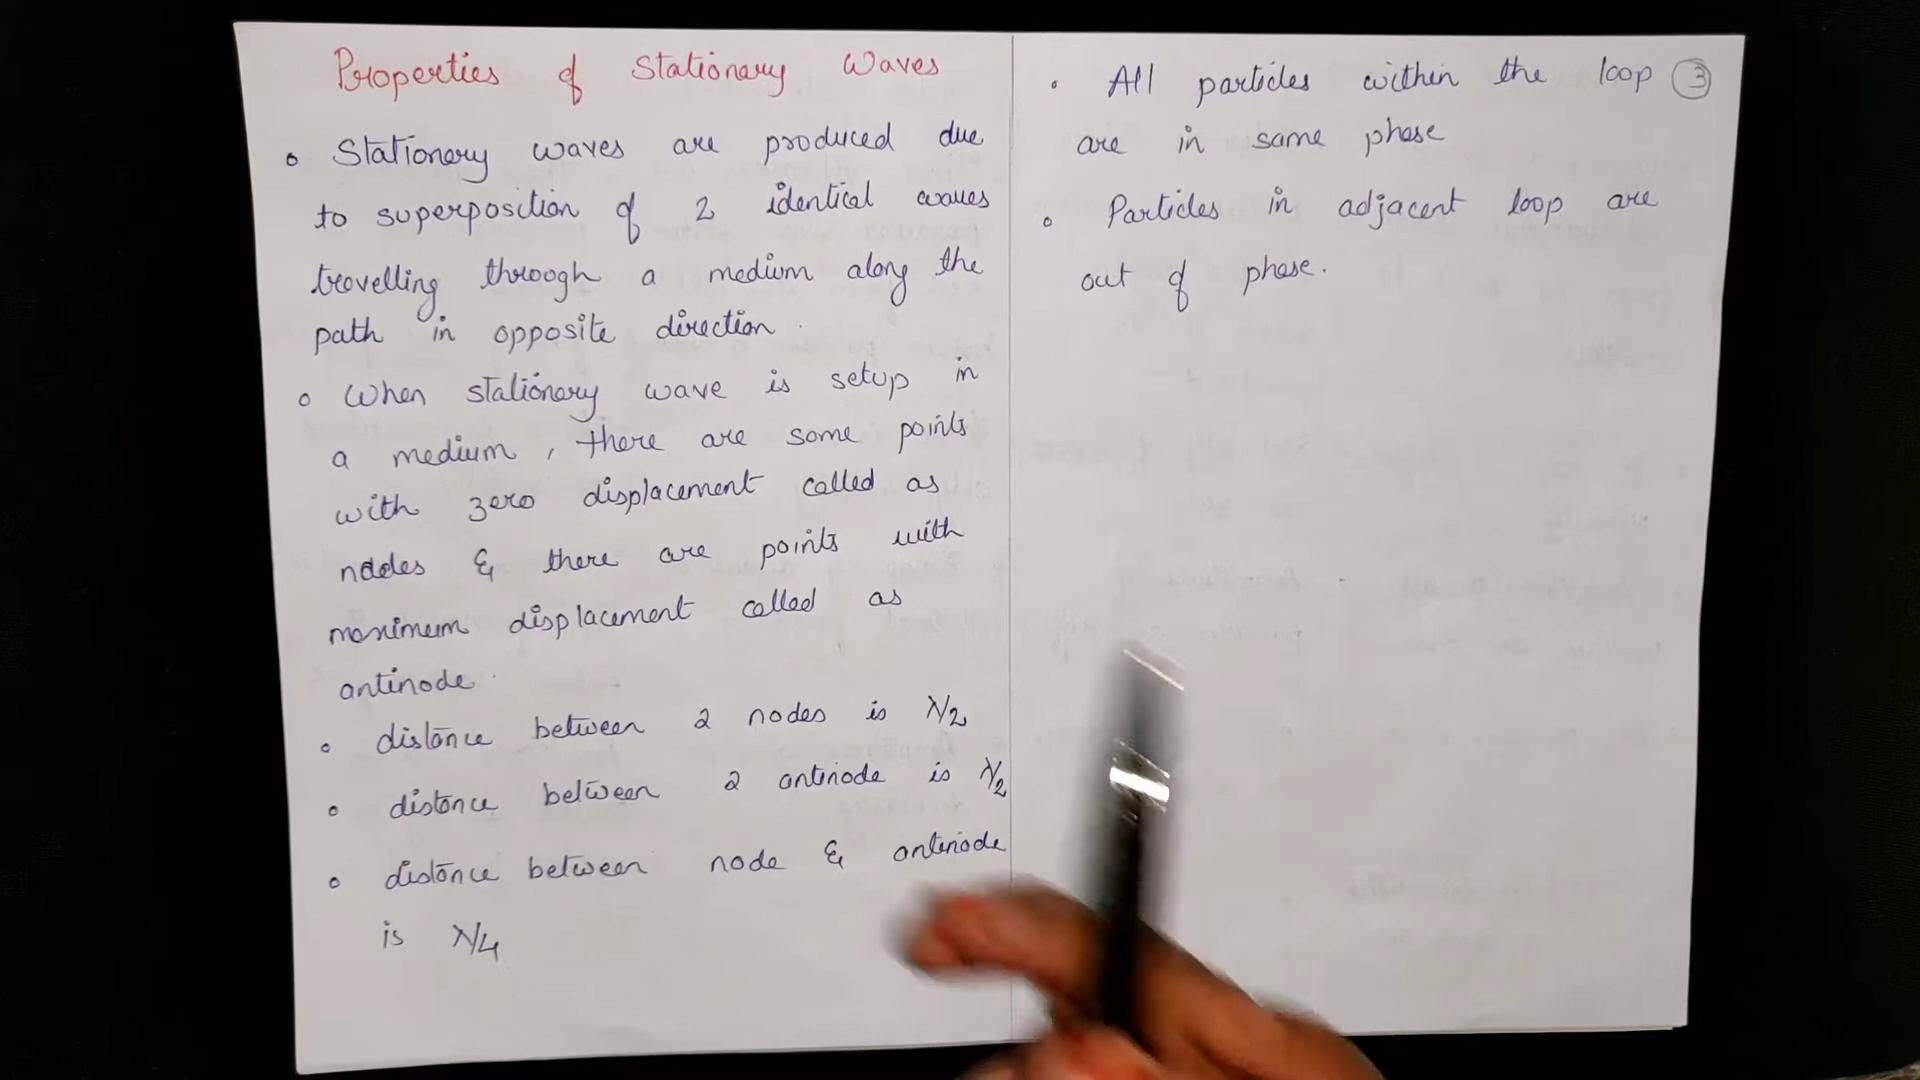 Properties of Stationary Waves
• Stationary waves are produced due
to superposition of 2 identical waves
travelling through a medium along the
path in opposite direction.
• When stationary wave is setup in
a medium, there are some points
with zero displacement called as
nodes & there are points with
maximum displacement called as
antinode.
• distance between 2 nodes is λ/2
• distance between 2 antinode is λ/2
• distance between node & antinode
is λ/4
• All particles within the loop 3
are in same phase
• Particles in adjacent loop are
out of phase.